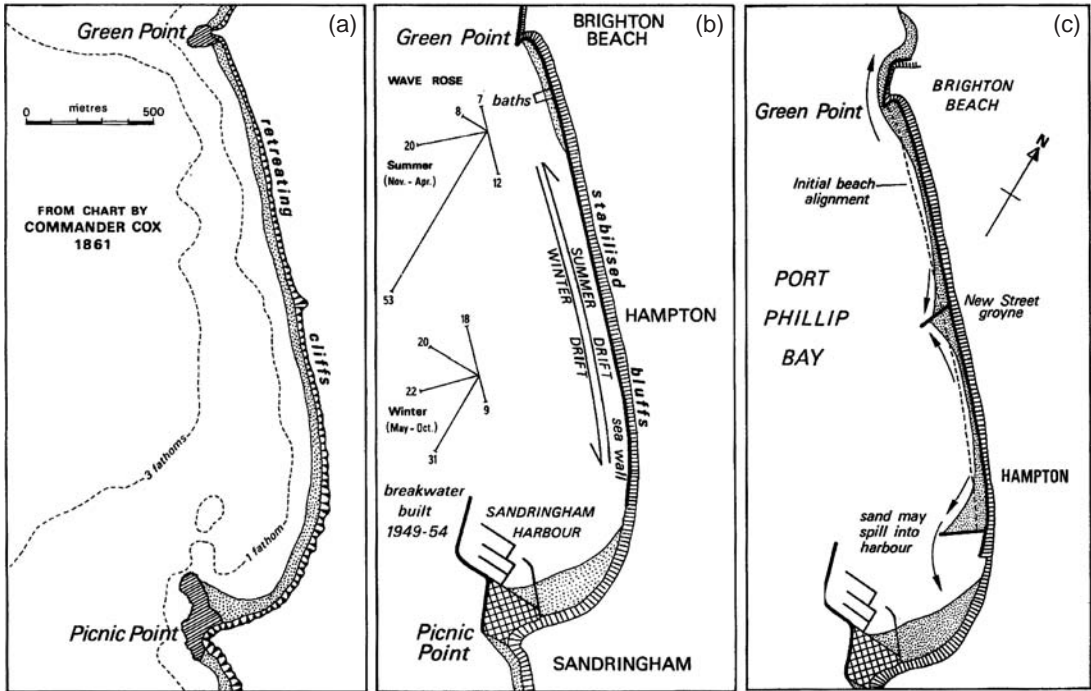 (a)
Green Point
0 metres 500
FROM CHART BY
COMMANDER COX
1861
retreating
cliffs
3 fathoms
1 fathom
Picnic Point
(b)
Green Point
BRIGHTON
BEACH
WAVE ROSE
baths
7
8
20
12
Summer
(Nov. - Apr.)
53
stabilised
bluffs
SUMMER DRIFT
WINTER DRIFT
HAMPTON
18
20
22
9
Winter
(May - Oct.)
31
sea wall
breakwater
built
1949-54
SANDRINGHAM
HARBOUR
Picnic
Point
SANDRINGHAM
(c)
BRIGHTON
BEACH
Green Point
N
Initial beach
alignment
PORT
PHILLIP
BAY
New Street
groyne
HAMPTON
sand may
spill into
harbour